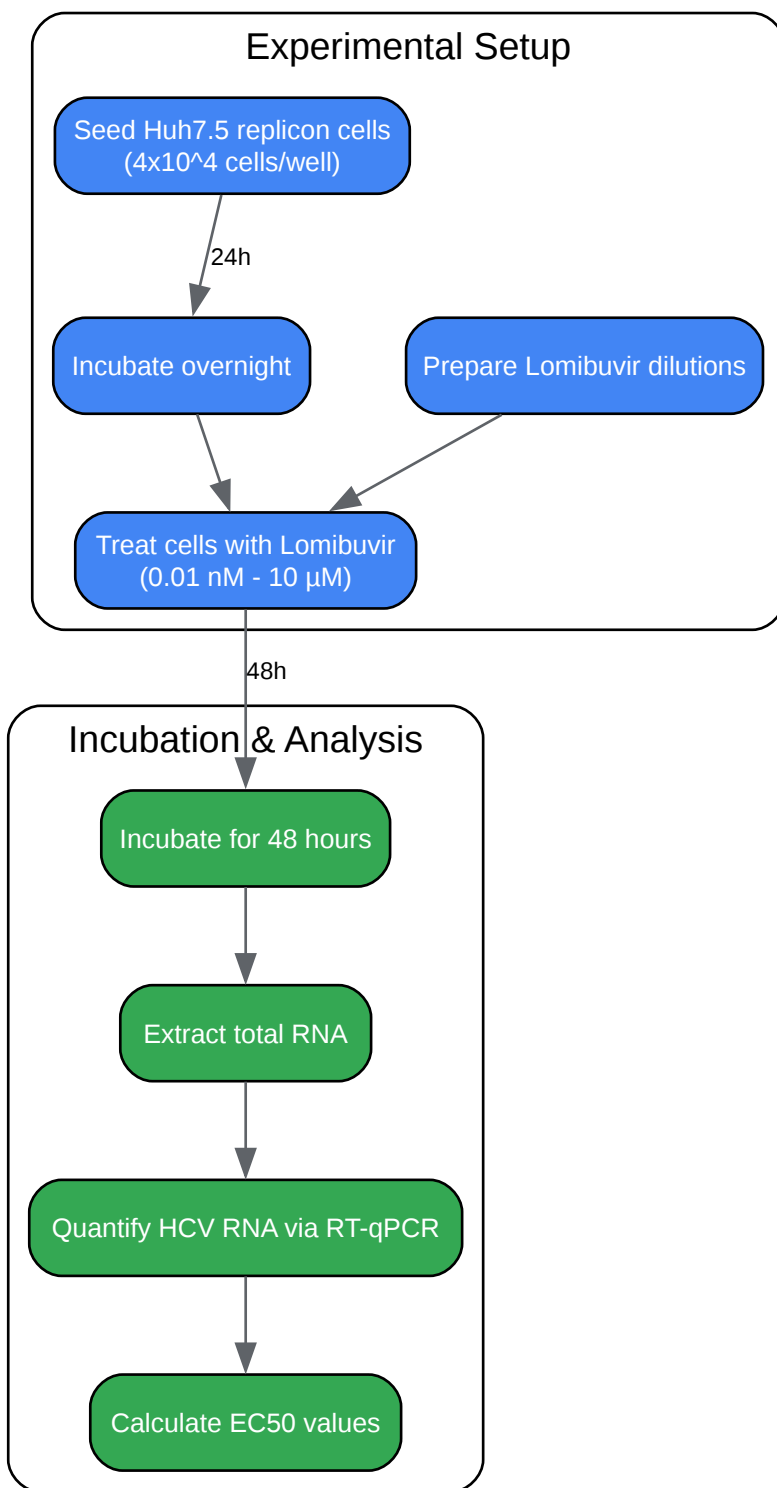 Experimental Setup
Seed Huh7.5 replicon cells
(4x10^4 cells/well)
24h
Incubate overnight
Prepare Lomibuvir dilutions
Treat cells with Lomibuvir
(0.01 nM - 10 µM)
48h
Incubation & Analysis
Incubate for 48 hours
Extract total RNA
Quantify HCV RNA via RT-qPCR
Calculate EC50 values